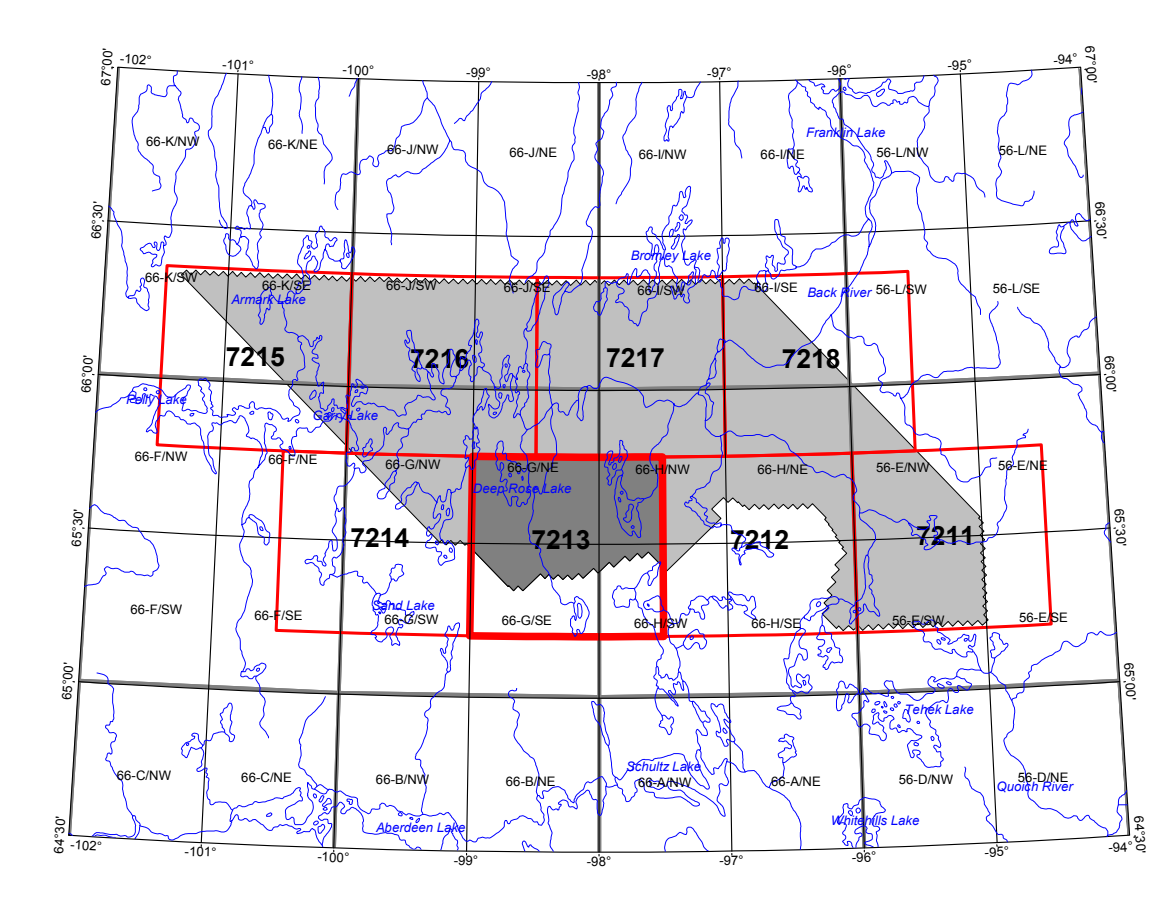 -102° -101° -100° -99° -98° -97° -96° -95° -94°
67°00' 67°00'
Franklin Lake
66-K/NW 66-K/NE 66-J/NW 66-J/NE 66-I/NW 66-I/NE 56-L/NW 56-L/NE
66°30' 66°30'
Bromley Lake
66-K/SW 66-K/SE 66-J/SW 66-J/SE 66-I/SW 66-I/SE 56-L/SW 56-L/SE
Armark Lake Back River
7215 7216 7217 7218
66°00' 66°00'
Pelly Lake Garry Lake
66-F/NW 66-F/NE 66-G/NW 66-G/NE 66-H/NW 66-H/NE 56-E/NW 56-E/NE
Deep Rose Lake
65°30' 65°30'
7214 7213 7212 7211
Sand Lake
66-F/SW 66-F/SE 66-G/SW 66-G/SE 66-H/SW 66-H/SE 56-E/SW 56-E/SE
65°00' 65°00'
Tehek Lake
Schultz Lake
66-C/NW 66-C/NE 66-B/NW 66-B/NE 66-A/NW 66-A/NE 56-D/NW 56-D/NE
Quoich River
Aberdeen Lake Whitehills Lake
64°30' 64°30'
-102° -101° -100° -99° -98° -97° -96° -95° -94°